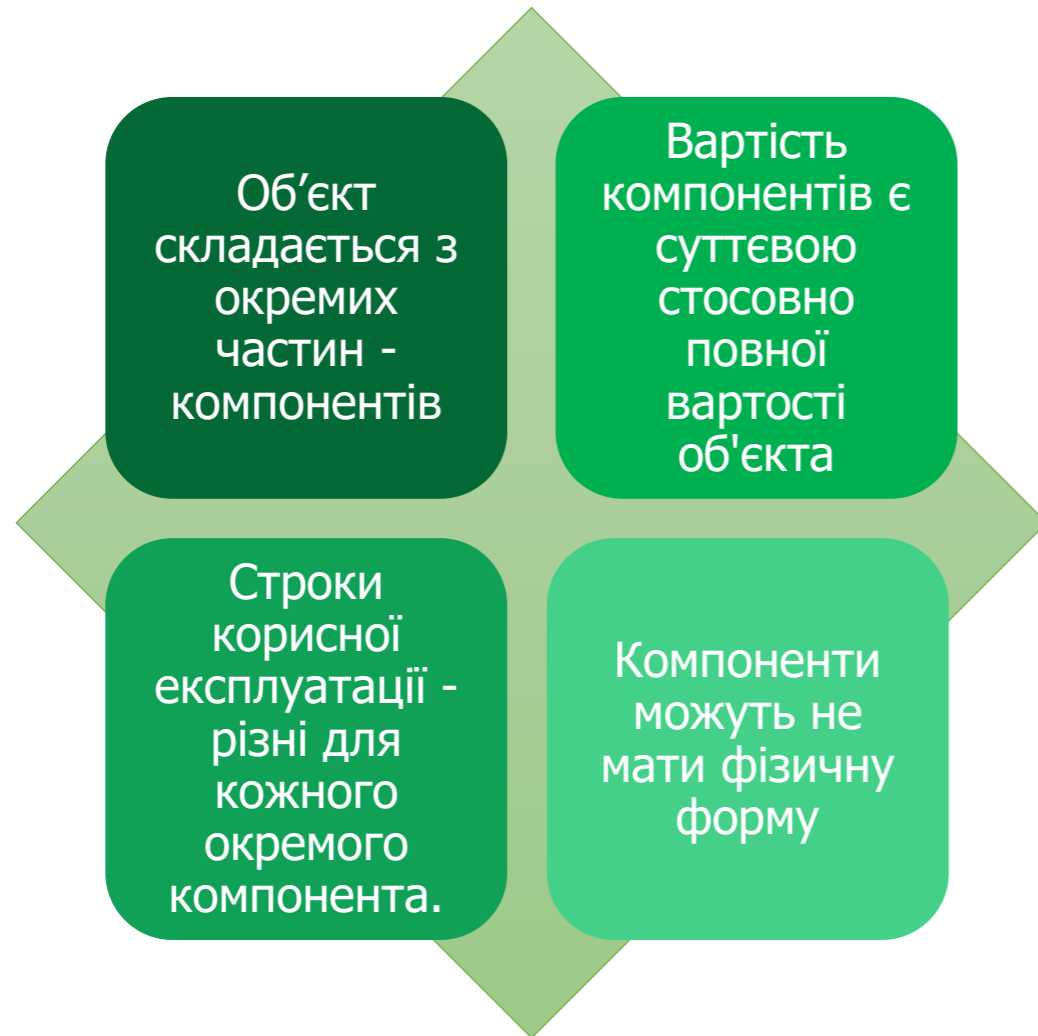 Об’єкт
складається з
окремих
частин -
компонентів
Вартість
компонентів є
суттєвою
стосовно
повної
вартості
об'єкта
Строки
корисної
експлуатації -
різні для
кожного
окремого
компонента.
Компоненти
можуть не
мати фізичну
форму